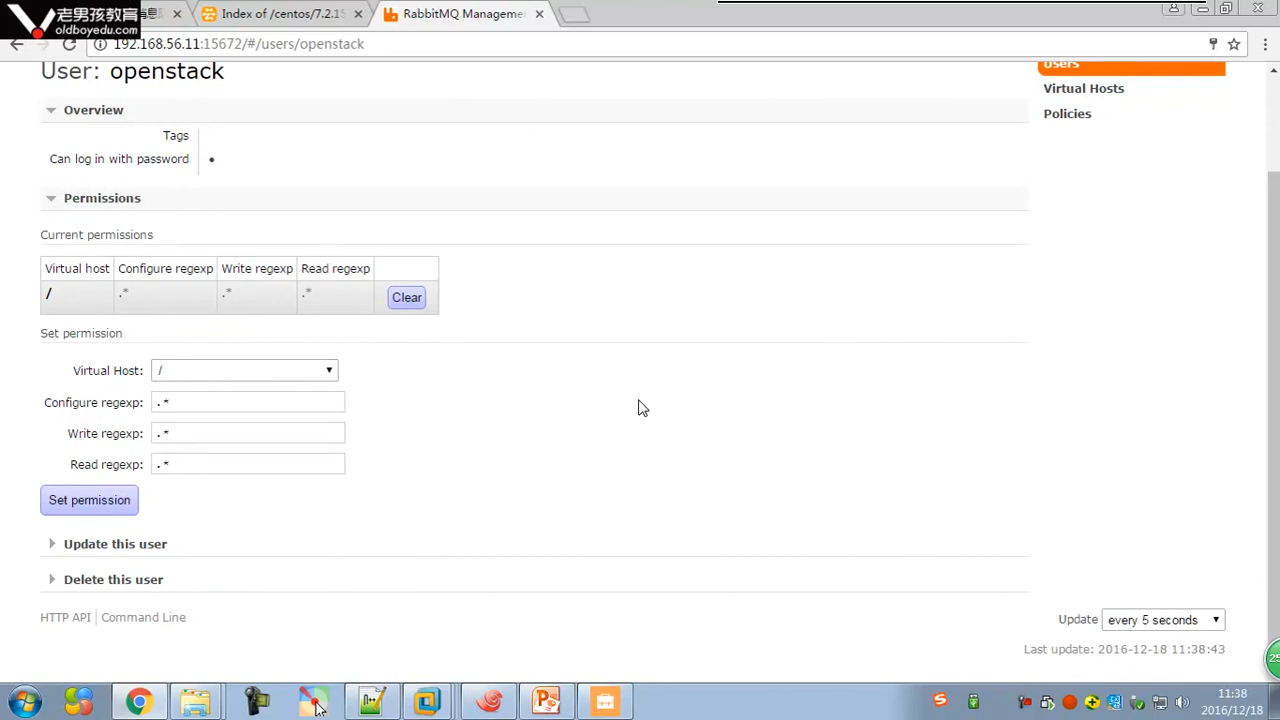 老男孩教育
oldboyedu.com
Index of /centos/7.2.15
RabbitMQ Management
192.168.56.11:15672/#/users/openstack
User: openstack
Users
Virtual Hosts
Policies
Overview
Tags
Can log in with password •
Permissions
Current permissions
Virtual host Configure regexp Write regexp Read regexp
/ .* .* .* Clear
Set permission
Virtual Host: /
Configure regexp: .*
Write regexp: .*
Read regexp: .*
Set permission
Update this user
Delete this user
HTTP API Command Line
Update every 5 seconds
Last update: 2016-12-18 11:38:43
25
11:38
2016/12/18